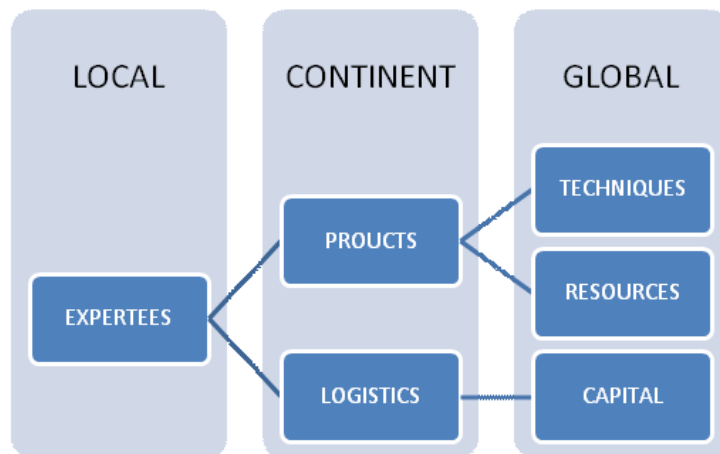 LOCAL
CONTINENT
GLOBAL
TECHNIQUES
PROUCTS
RESOURCES
EXPERTEES
LOGISTICS
CAPITAL